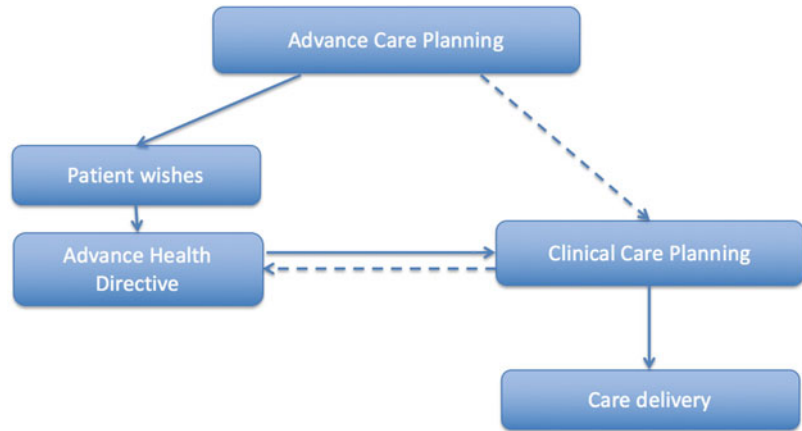 Advance Care Planning
Patient wishes
Advance Health
Directive
Clinical Care Planning
Care delivery